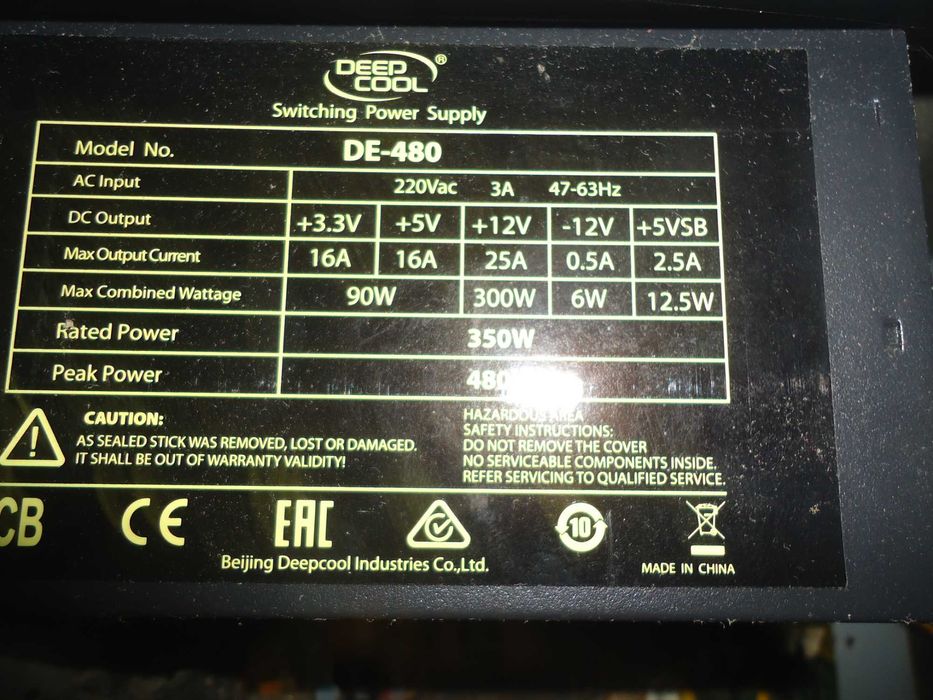 DEEP
COOL®
Switching Power Supply
Model No. DE-480
AC Input 220Vac 3A 47-63Hz
DC Output +3.3V +5V +12V -12V +5VSB
Max Output Current 16A 16A 25A 0.5A 2.5A
Max Combined Wattage 90W 300W 6W 12.5W
Rated Power 350W
Peak Power
CAUTION:
AS SEALED STICK WAS REMOVED, LOST OR DAMAGED.
IT SHALL BE OUT OF WARRANTY VALIDITY!
HAZARDOUS AREA
SAFETY INSTRUCTIONS:
DO NOT REMOVE THE COVER
NO SERVICEABLE COMPONENTS INSIDE.
REFER SERVICING TO QUALIFIED SERVICE.
CB CE EAC 10
Beijing Deepcool Industries Co.,Ltd.
MADE IN CHINA